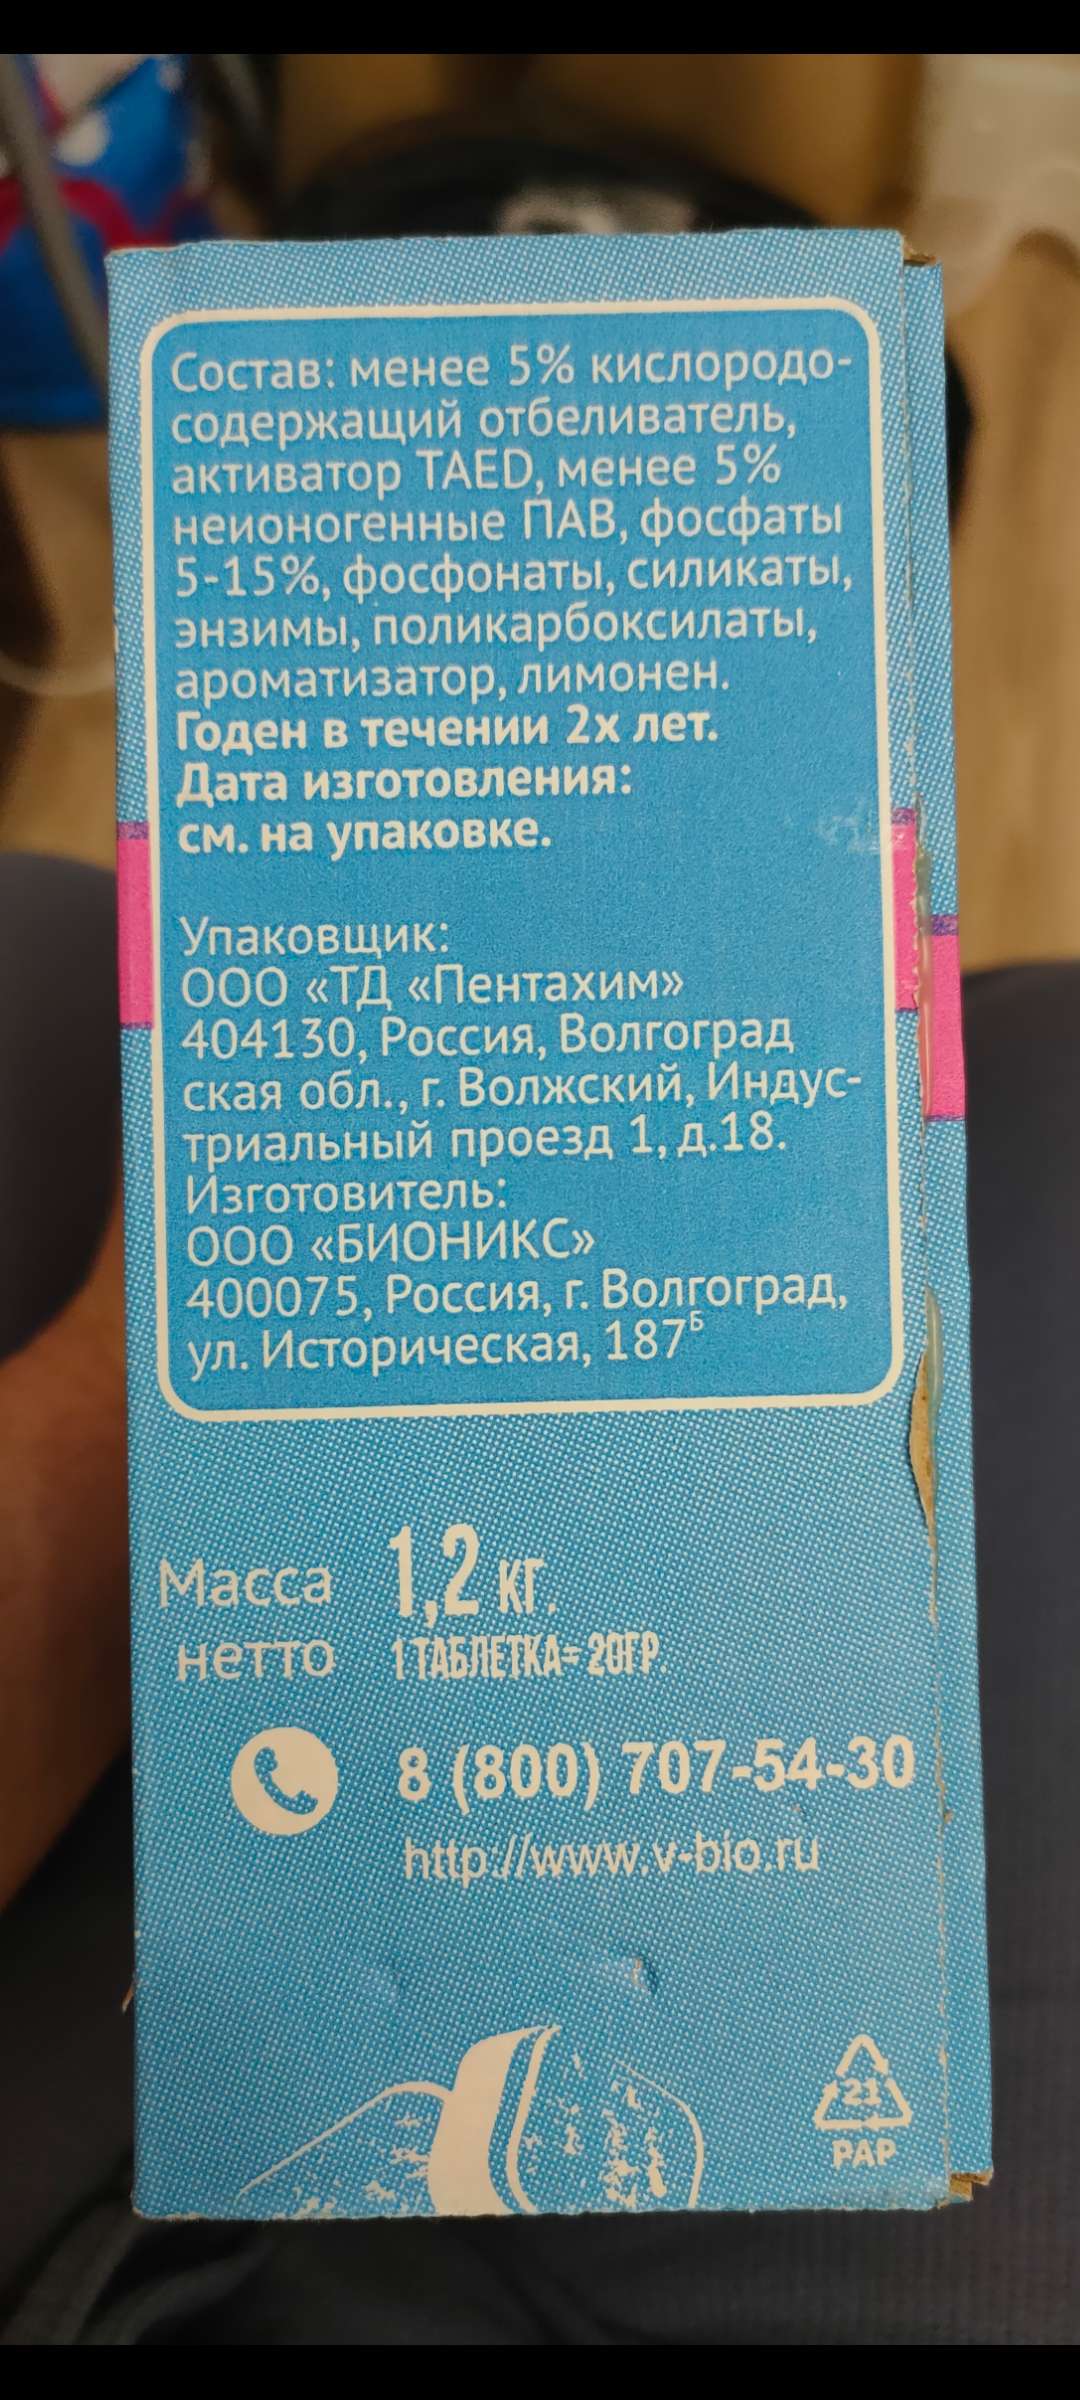 Состав: менее 5% кислородо-
содержащий отбеливатель,
активатор TAED, менее 5%
неионогенные ПАВ, фосфаты
5-15%, фосфонаты, силикаты,
энзимы, поликарбоксилаты,
ароматизатор, лимонен.
Годен в течении 2х лет.
Дата изготовления:
см. на упаковке.
Упаковщик:
ООО «ТД «Пентахим»
404130, Россия, Волгоград
ская обл., г. Волжский, Индус-
триальный проезд 1, д.18.
Изготовитель:
ООО «БИОНИКС»
400075, Россия, г. Волгоград,
ул. Историческая, 187Б
Масса 1,2 кг.
нетто 1 ТАБЛЕТКА= 20ГР.
8 (800) 707-54-30
http://www.v-bio.ru
21
PAP